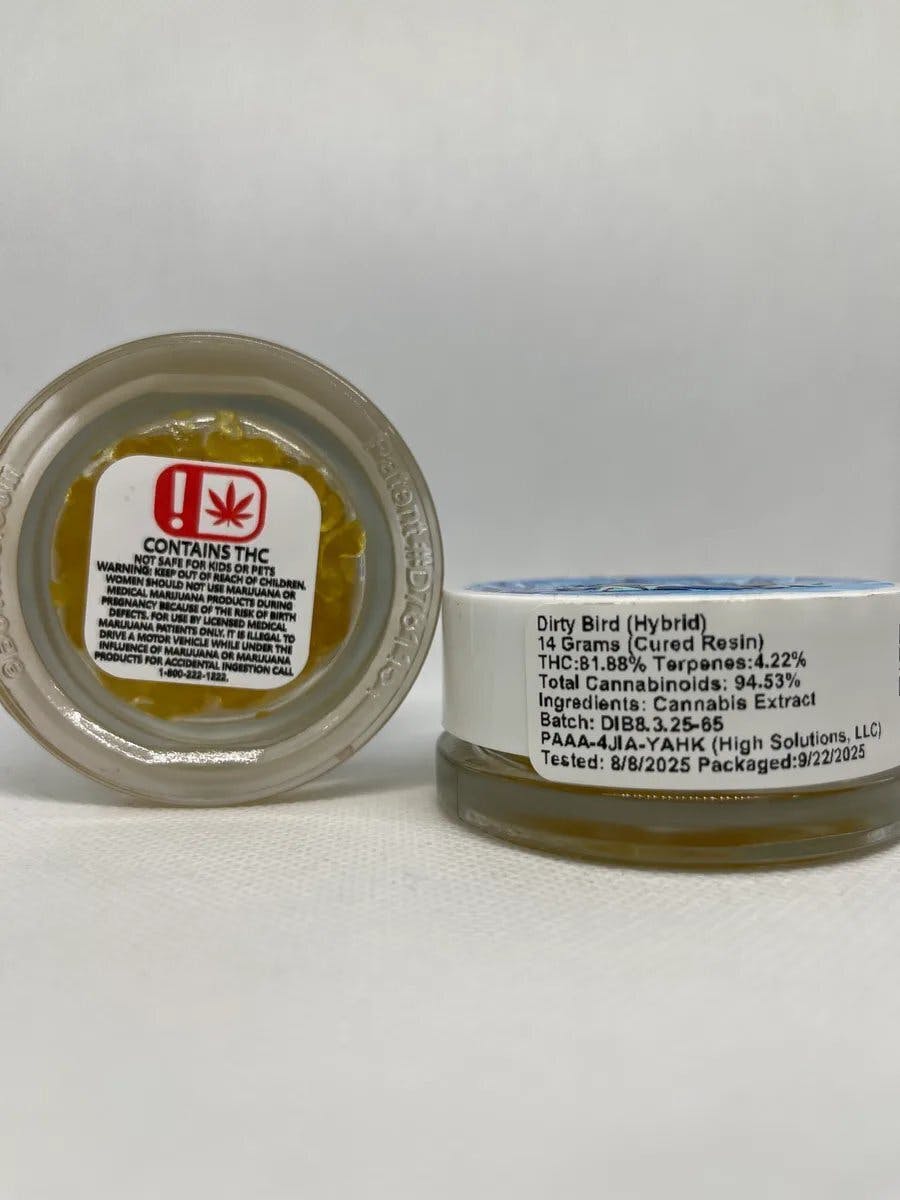 CONTAINS THC
NOT SAFE FOR KIDS OR PETS
WARNING: KEEP OUT OF REACH OF CHILDREN.
WOMEN SHOULD NOT USE MARIJUANA OR
MEDICAL MARIJUANA PRODUCTS DURING
PREGNANCY BECAUSE OF THE RISK OF BIRTH
DEFECTS. FOR USE BY LICENSED MEDICAL
MARIJUANA PATIENTS ONLY. IT IS ILLEGAL TO
DRIVE A MOTOR VEHICLE WHILE UNDER THE
INFLUENCE OF MARIJUANA OR MARIJUANA
PRODUCTS FOR ACCIDENTAL INGESTION CALL
1-800-222-1222.
Patent
Dirty Bird (Hybrid)
14 Grams (Cured Resin)
THC:81.88% Terpenes:4.22%
Total Cannabinoids: 94.53%
Ingredients: Cannabis Extract
Batch: DIB8.3.25-65
PAAA-4JIA-YAHK (High Solutions, LLC)
Tested: 8/8/2025 Packaged:9/22/2025